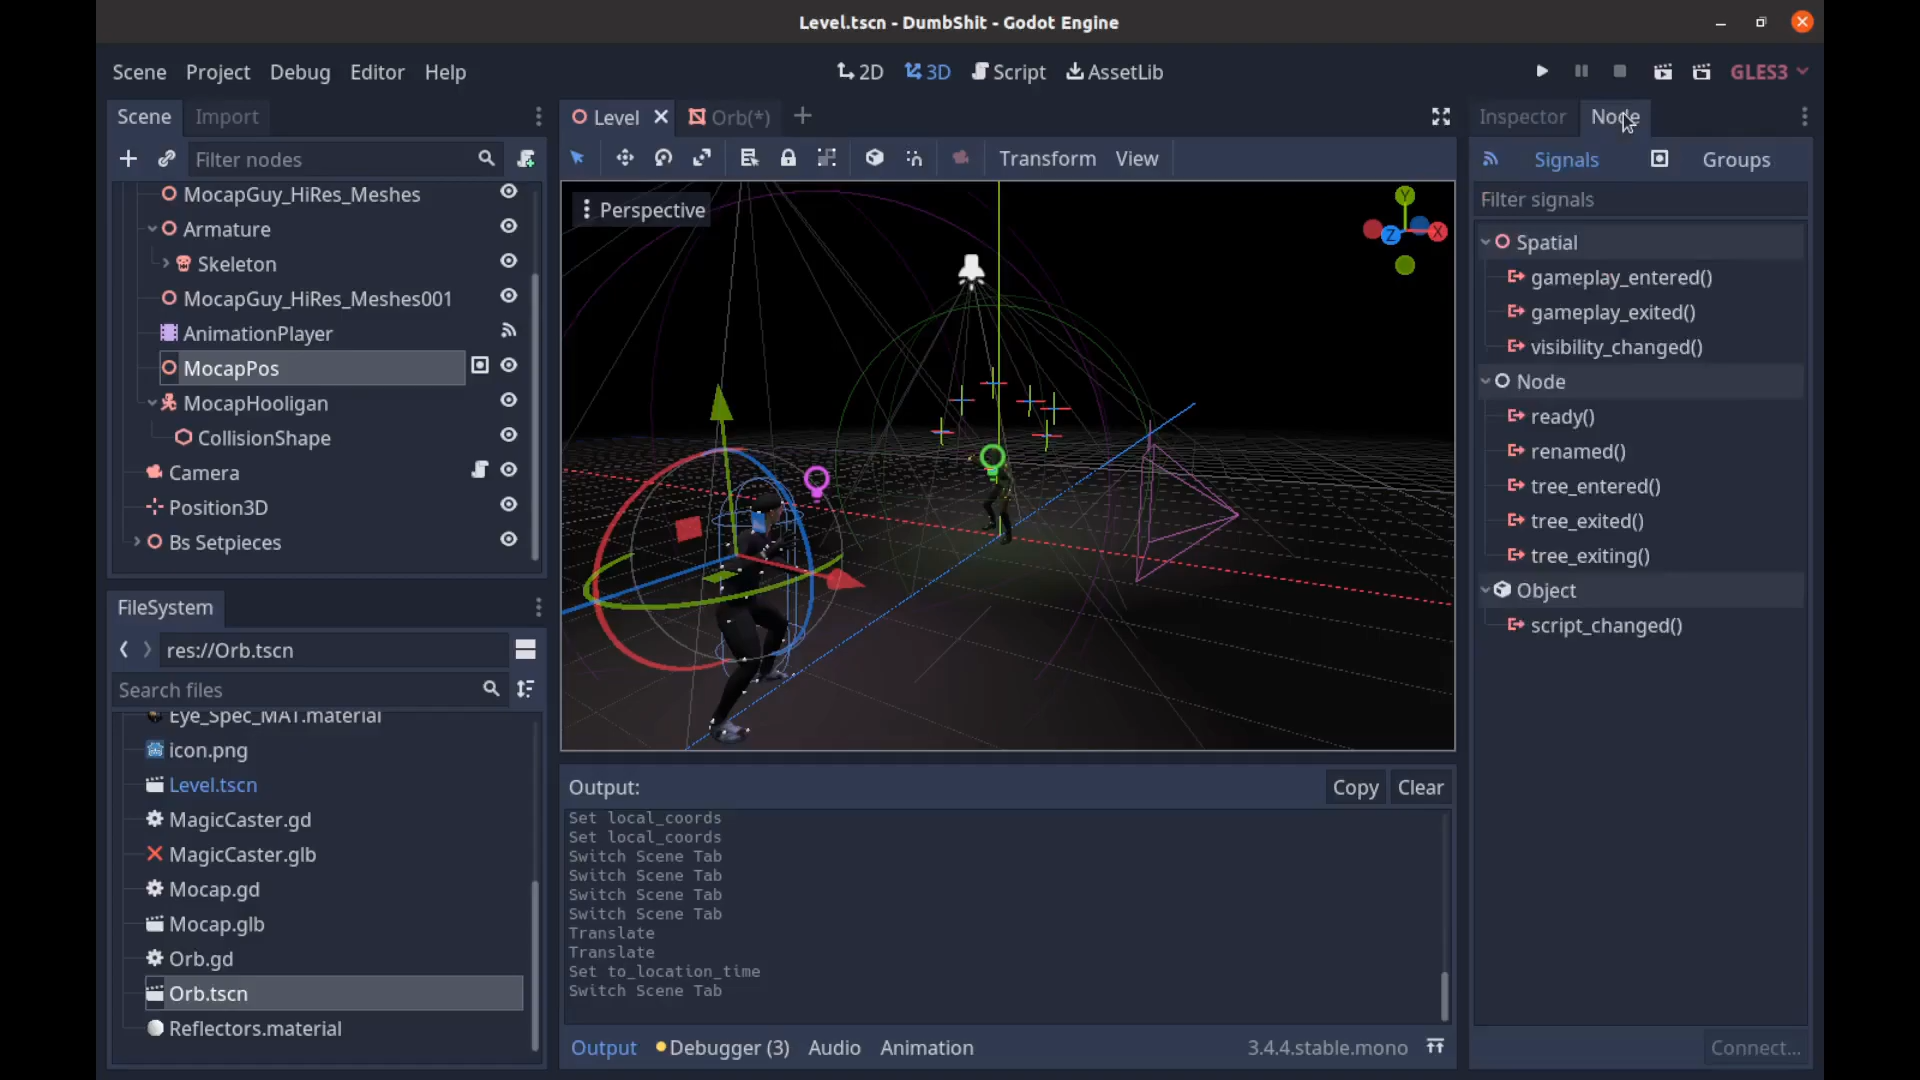 Level.tscn - DumbShit - Godot Engine
Scene Project Debug Editor Help
2D 3D Script AssetLib
GLES3
Scene Import
Filter nodes
MocapGuy_HiRes_Meshes
Armature
Skeleton
MocapGuy_HiRes_Meshes001
AnimationPlayer
MocapPos
MocapHooligan
CollisionShape
Camera
Position3D
Bs Setpieces
FileSystem
res://Orb.tscn
Search files
Eye_Spec_MAT.material
icon.png
Level.tscn
MagicCaster.gd
MagicCaster.glb
Mocap.gd
Mocap.glb
Orb.gd
Orb.tscn
Reflectors.material
Level Orb(*)
Transform View
Perspective
Y
Z X
Output: Copy Clear
Set local_coords
Set local_coords
Switch Scene Tab
Switch Scene Tab
Switch Scene Tab
Switch Scene Tab
Translate
Translate
Set to_location_time
Switch Scene Tab
Output Debugger (3) Audio Animation 3.4.4.stable.mono
Inspector Node
Signals Groups
Filter signals
Spatial
gameplay_entered()
gameplay_exited()
visibility_changed()
Node
ready()
renamed()
tree_entered()
tree_exited()
tree_exiting()
Object
script_changed()
Connect...